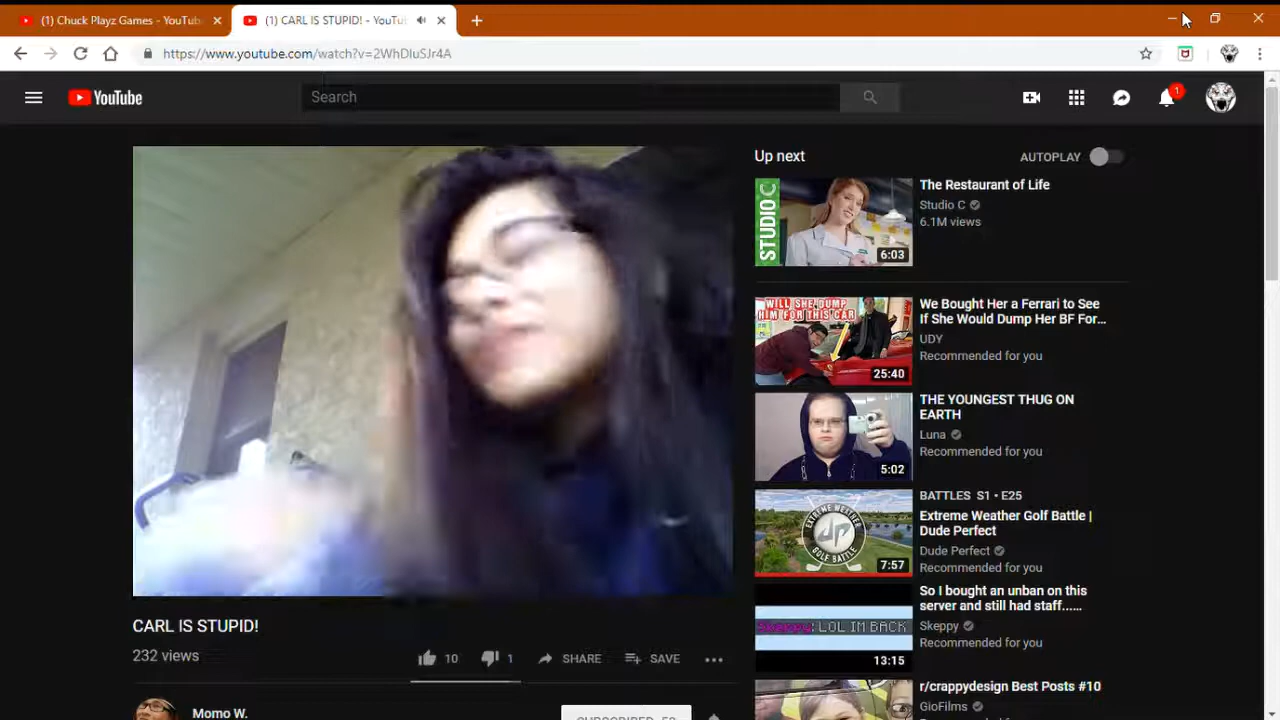 (1) Chuck Playz Games - YouTub
(1) CARL IS STUPID! - YouTu
https://www.youtube.com/watch?v=2WhDIuSJr4A
YouTube
Search
1
Up next
AUTOPLAY
STUDIO C
6:03
The Restaurant of Life
Studio C
6.1M views
WILL SHE DUMP
HIM FOR THIS CAR
25:40
We Bought Her a Ferrari to See
If She Would Dump Her BF For...
UDY
Recommended for you
5:02
THE YOUNGEST THUG ON
EARTH
Luna
Recommended for you
EXTREME WEATHER
GOLF BATTLE
7:57
BATTLES S1 • E25
Extreme Weather Golf Battle |
Dude Perfect
Dude Perfect
Recommended for you
Skeppy: LOL IM BACK
13:15
So I bought an unban on this
server and still had staff......
Skeppy
Recommended for you
r/crappydesign Best Posts #10
GioFilms
CARL IS STUPID!
232 views
10
1
SHARE
SAVE
Momo W.